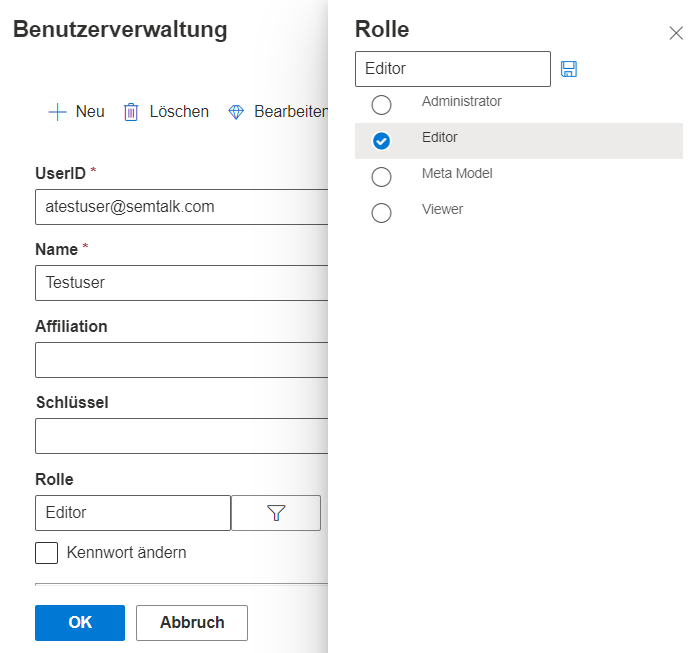 Benutzerverwaltung
Neu Löschen Bearbeiten
UserID *
atestuser@semtalk.com
Name *
Testuser
Affiliation
Schlüssel
Rolle
Editor
Kennwort ändern
OK Abbruch
Rolle
Editor
Administrator
Editor
Meta Model
Viewer